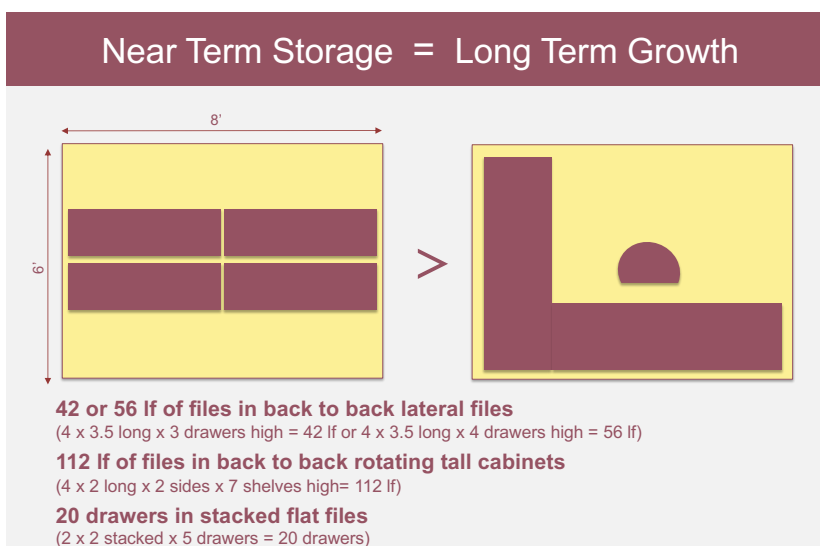 Near Term Storage = Long Term Growth
8'
6'
>
42 or 56 lf of files in back to back lateral files
(4 x 3.5 long x 3 drawers high = 42 lf or 4 x 3.5 long x 4 drawers high = 56 lf)
112 lf of files in back to back rotating tall cabinets
(4 x 2 long x 2 sides x 7 shelves high= 112 lf)
20 drawers in stacked flat files
(2 x 2 stacked x 5 drawers = 20 drawers)